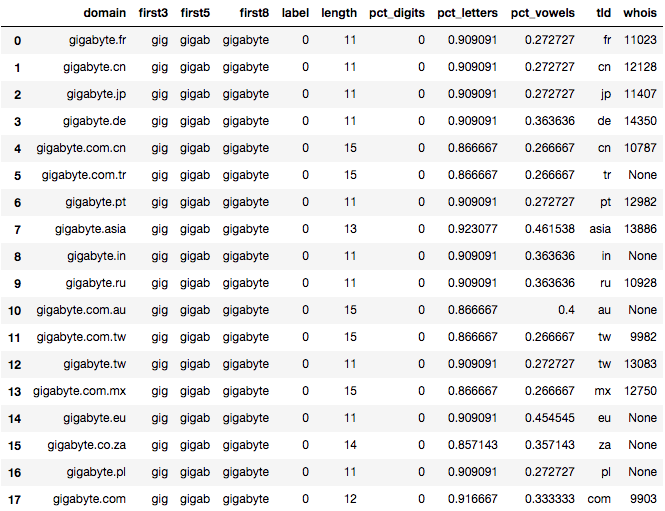 domain first3 first5 first8 label length pct_digits pct_letters pct_vowels tld whois
0 gigabyte.fr gig gigab gigabyte 0 11 0 0.909091 0.272727 fr 11023
1 gigabyte.cn gig gigab gigabyte 0 11 0 0.909091 0.272727 cn 12128
2 gigabyte.jp gig gigab gigabyte 0 11 0 0.909091 0.272727 jp 11407
3 gigabyte.de gig gigab gigabyte 0 11 0 0.909091 0.363636 de 14350
4 gigabyte.com.cn gig gigab gigabyte 0 15 0 0.866667 0.266667 cn 10787
5 gigabyte.com.tr gig gigab gigabyte 0 15 0 0.866667 0.266667 tr None
6 gigabyte.pt gig gigab gigabyte 0 11 0 0.909091 0.272727 pt 12982
7 gigabyte.asia gig gigab gigabyte 0 13 0 0.923077 0.461538 asia 13886
8 gigabyte.in gig gigab gigabyte 0 11 0 0.909091 0.363636 in None
9 gigabyte.ru gig gigab gigabyte 0 11 0 0.909091 0.363636 ru 10928
10 gigabyte.com.au gig gigab gigabyte 0 15 0 0.866667 0.4 au None
11 gigabyte.com.tw gig gigab gigabyte 0 15 0 0.866667 0.266667 tw 9982
12 gigabyte.tw gig gigab gigabyte 0 11 0 0.909091 0.272727 tw 13083
13 gigabyte.com.mx gig gigab gigabyte 0 15 0 0.866667 0.266667 mx 12750
14 gigabyte.eu gig gigab gigabyte 0 11 0 0.909091 0.454545 eu None
15 gigabyte.co.za gig gigab gigabyte 0 14 0 0.857143 0.357143 za None
16 gigabyte.pl gig gigab gigabyte 0 11 0 0.909091 0.272727 pl None
17 gigabyte.com gig gigab gigabyte 0 12 0 0.916667 0.333333 com 9903